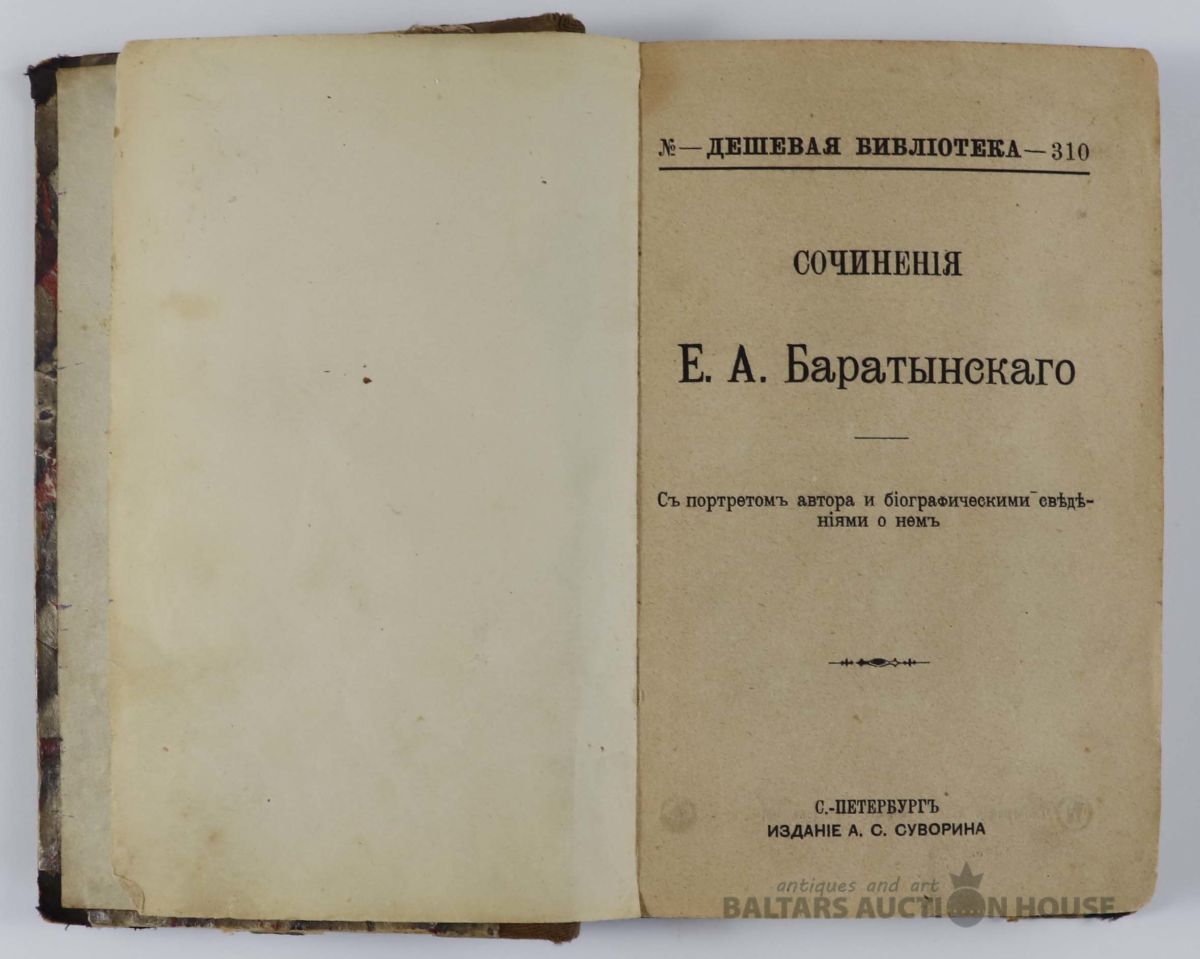 № — ДЕШЕВАЯ БИБЛІОТЕКА — 310
СОЧИНЕНІЯ
Е. А. Баратынскаго
Съ портретомъ автора и біографическими свѣдѣ-
ніями о немъ
С.-ПЕТЕРБУРГЪ
ИЗДАНІЕ А. С. СУВОРИНА
antiques and art
BALTARS AUCTION HOUSE